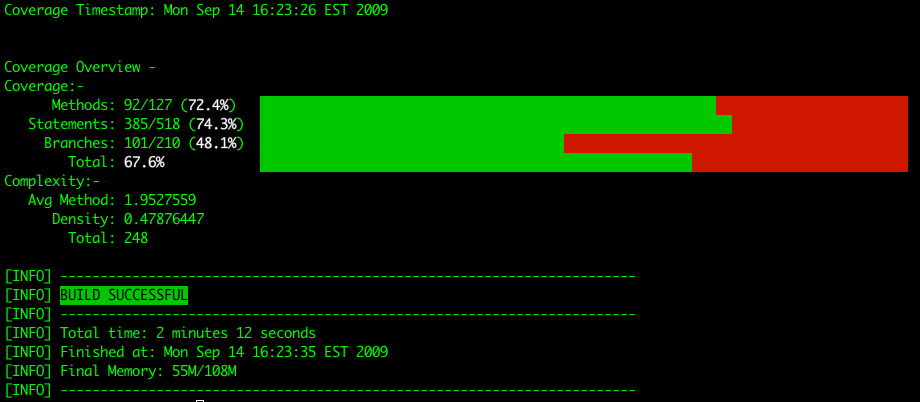 Coverage Timestamp: Mon Sep 14 16:23:26 EST 2009
Coverage Overview -
Coverage:-
Methods: 92/127 (72.4%)
Statements: 385/518 (74.3%)
Branches: 101/210 (48.1%)
Total: 67.6%
Complexity:-
Avg Method: 1.9527559
Density: 0.47876447
Total: 248
[INFO] ------------------------------------------------------------------------
[INFO] BUILD SUCCESSFUL
[INFO] ------------------------------------------------------------------------
[INFO] Total time: 2 minutes 12 seconds
[INFO] Finished at: Mon Sep 14 16:23:35 EST 2009
[INFO] Final Memory: 55M/108M
[INFO] ------------------------------------------------------------------------